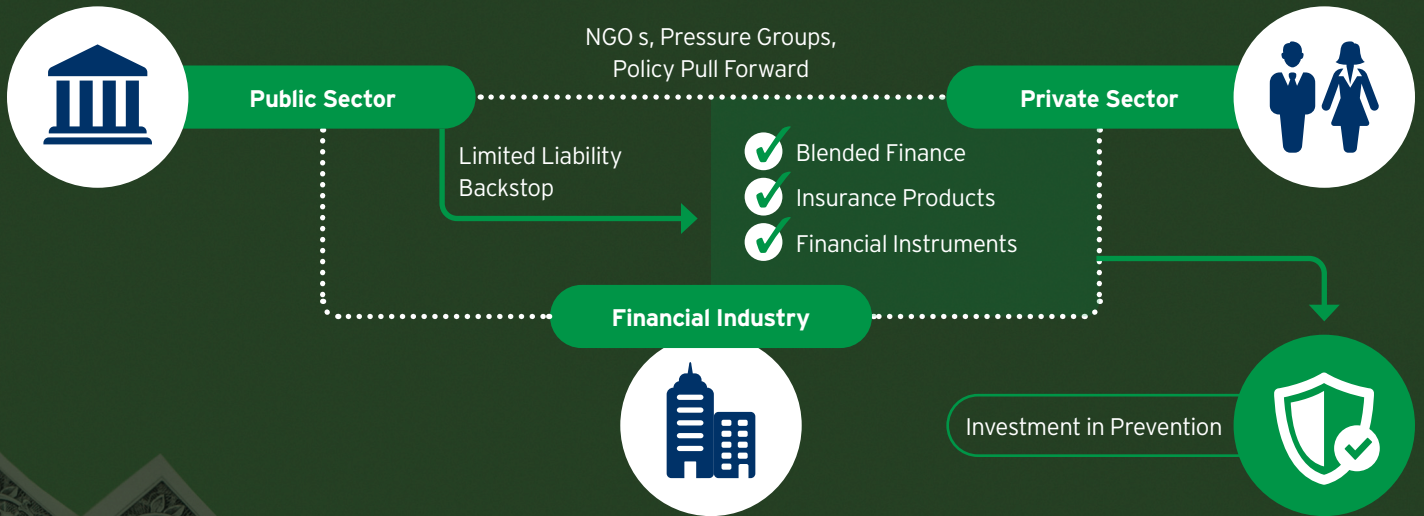 NGO s, Pressure Groups,
Policy Pull Forward
Public Sector
Private Sector
Limited Liability
Backstop
Blended Finance
Insurance Products
Financial Instruments
Financial Industry
Investment in Prevention